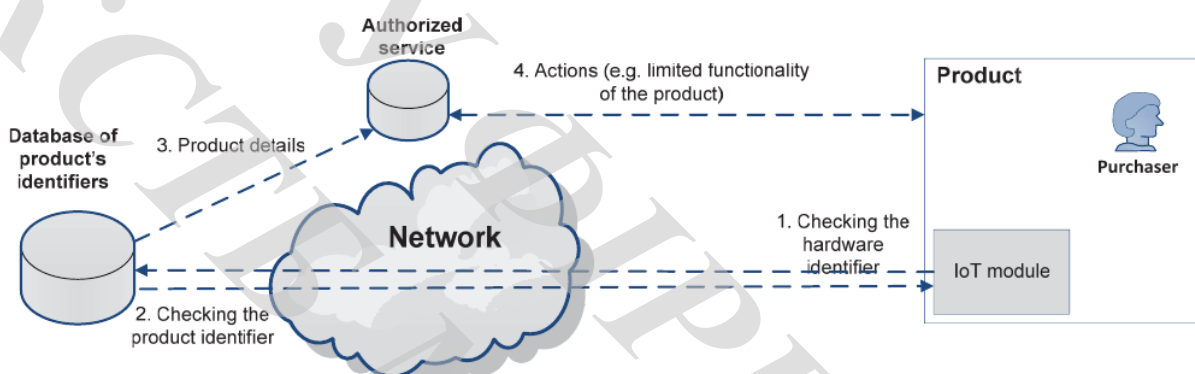 Authorized
service
4. Actions (e.g. limited functionality
of the product)
Product
Purchaser
Database of
product's
identifiers
3. Product details
Network
1. Checking the
hardware
identifier
IoT module
2. Checking the
product identifier